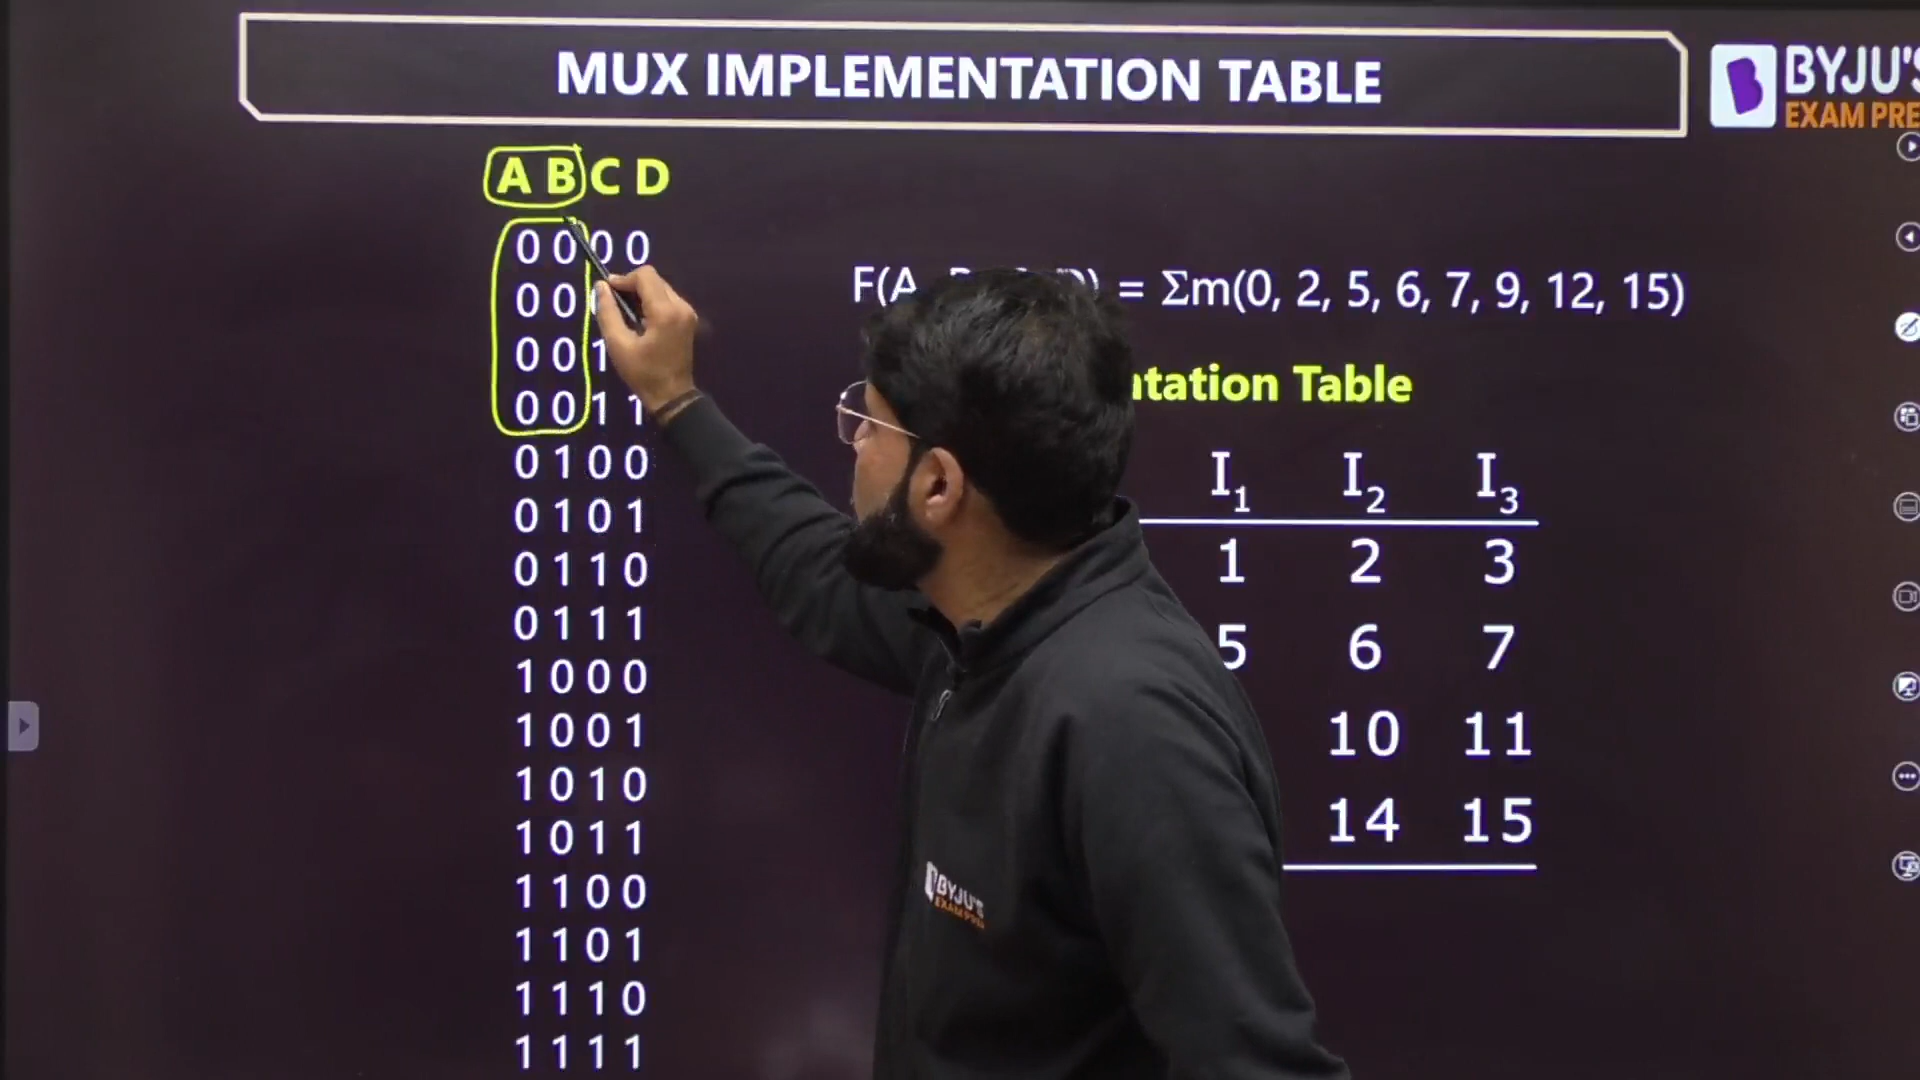 MUX IMPLEMENTATION TABLE
BYJU'S
EXAM PRE
A B C D
0 0 0 0
0 0
0 0 1
0 0 1 1
0 1 0 0
0 1 0 1
0 1 1 0
0 1 1 1
1 0 0 0
1 0 0 1
1 0 1 0
1 0 1 1
1 1 0 0
1 1 0 1
1 1 1 0
1 1 1 1
F(A, D) = Σm(0, 2, 5, 6, 7, 9, 12, 15)
ntation Table
I₁ I₂ I₃
1 2 3
5 6 7
10 11
14 15
BYJU'S
EXAM PREP